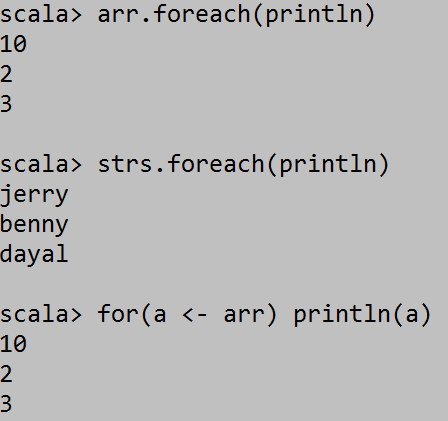 scala> arr.foreach(println)
10
2
3
scala> strs.foreach(println)
jerry
benny
dayal
scala> for(a <- arr) println(a)
10
2
3